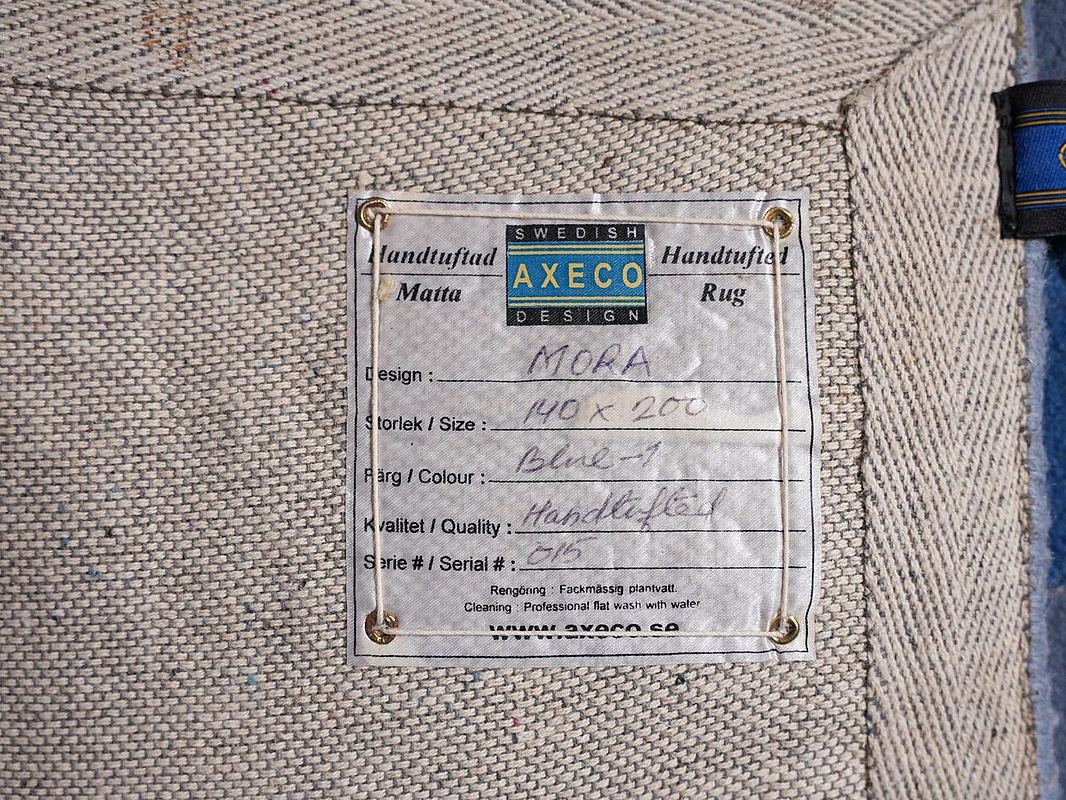 SWEDISH
Handtuftad AXECO Handtufted
Matta Rug
DESIGN
Design : MORA
Storlek / Size : 140 x 200
Färg / Colour : Blue-1
Kvalitet / Quality : Handtufted
Serie # / Serial # : 015
Rengöring : Fackmässig plantvatt.
Cleaning : Professional flat wash with water
www.axeco.se